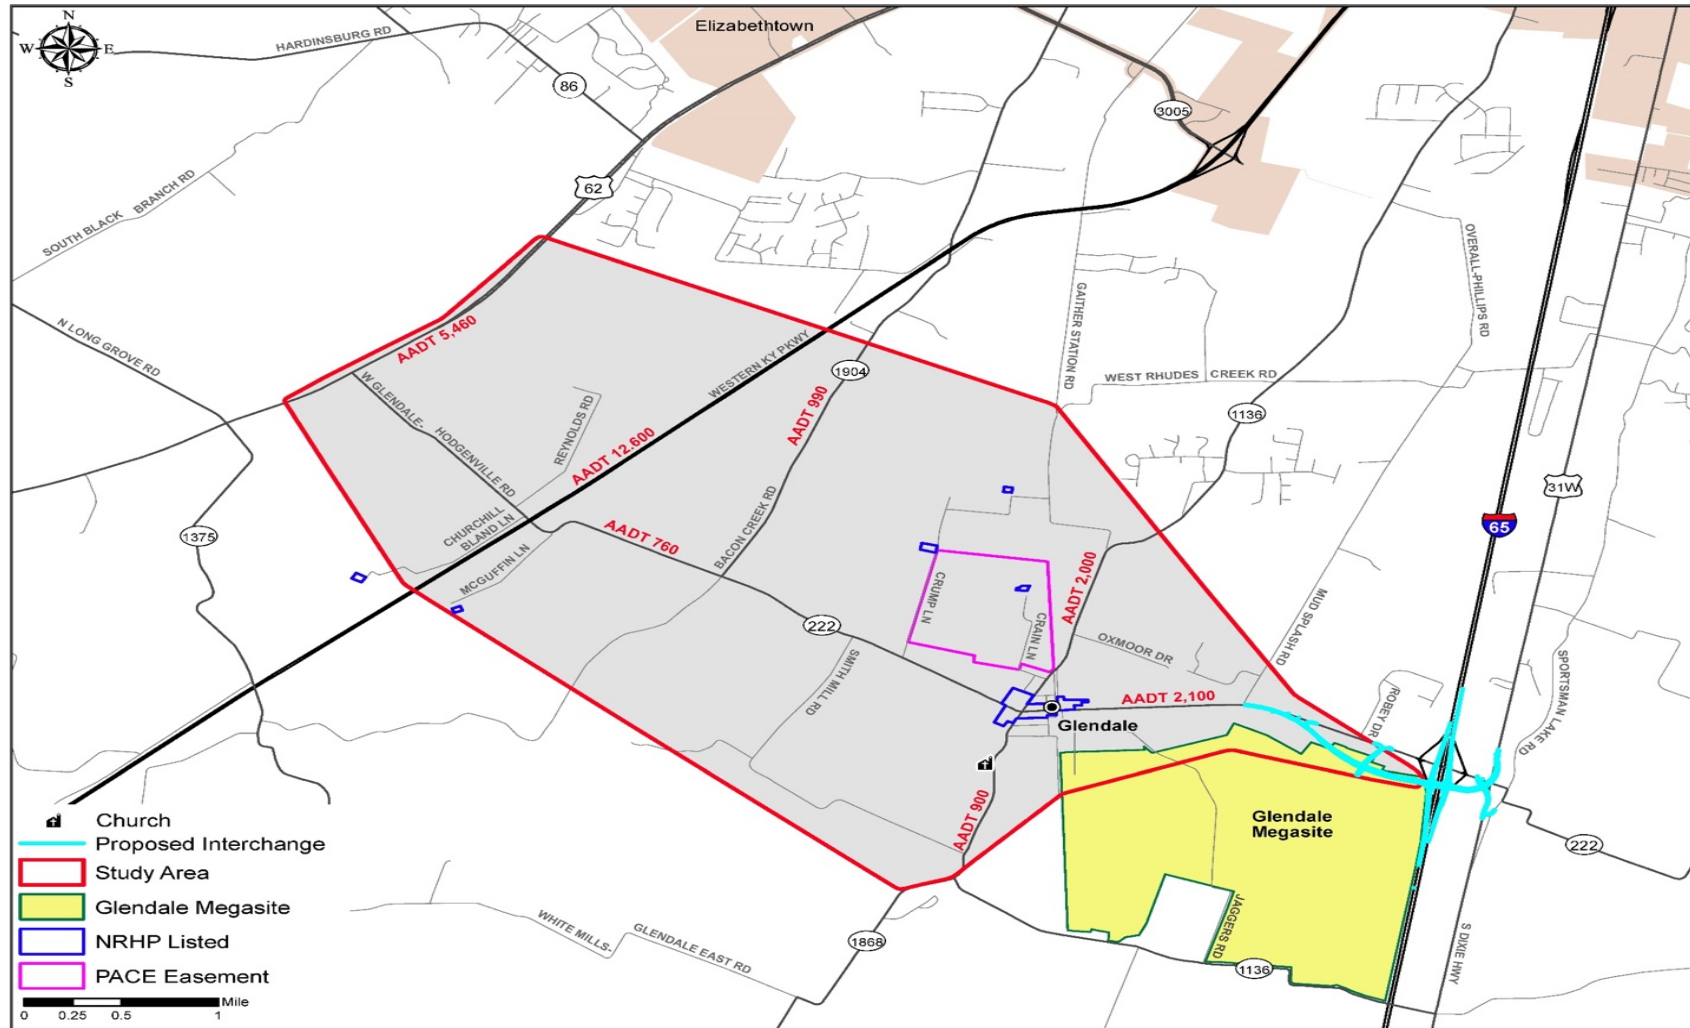 N
W E
S
HARDINSBURG RD
86
Elizabethtown
3005
SOUTH BLACK BRANCH RD
62
N LONG GROVE RD
AADT 5,460
W GLENDALE-
HODGENVILLE RD
REYNOLDS RD
WESTERN KY PKWY
AADT 12.600
1904
AADT 990
BACON CREEK RD
GAITHER STATION RD
WEST RHUDES CREEK RD
OVERALL-PHILLIPS RD
1136
31W
65
1375
CHURCHILL
BLAND LN
MCGUFFIN LN
AADT 760
222
SMITH MILL RD
CRUMP LN
CRAIN LN
AADT 2,000
OXMOOR DR
MUD SPLASH RD
AADT 2,100
Glendale
ROBEY DR
SPORTSMAN LAKE RD
AADT 900
Glendale
Megasite
222
JAGGERS RD
1136
S DIXIE HWY
1868
WHITE MILLS-
GLENDALE EAST RD
Church
Proposed Interchange
Study Area
Glendale Megasite
NRHP Listed
PACE Easement
Mile
0 0.25 0.5 1